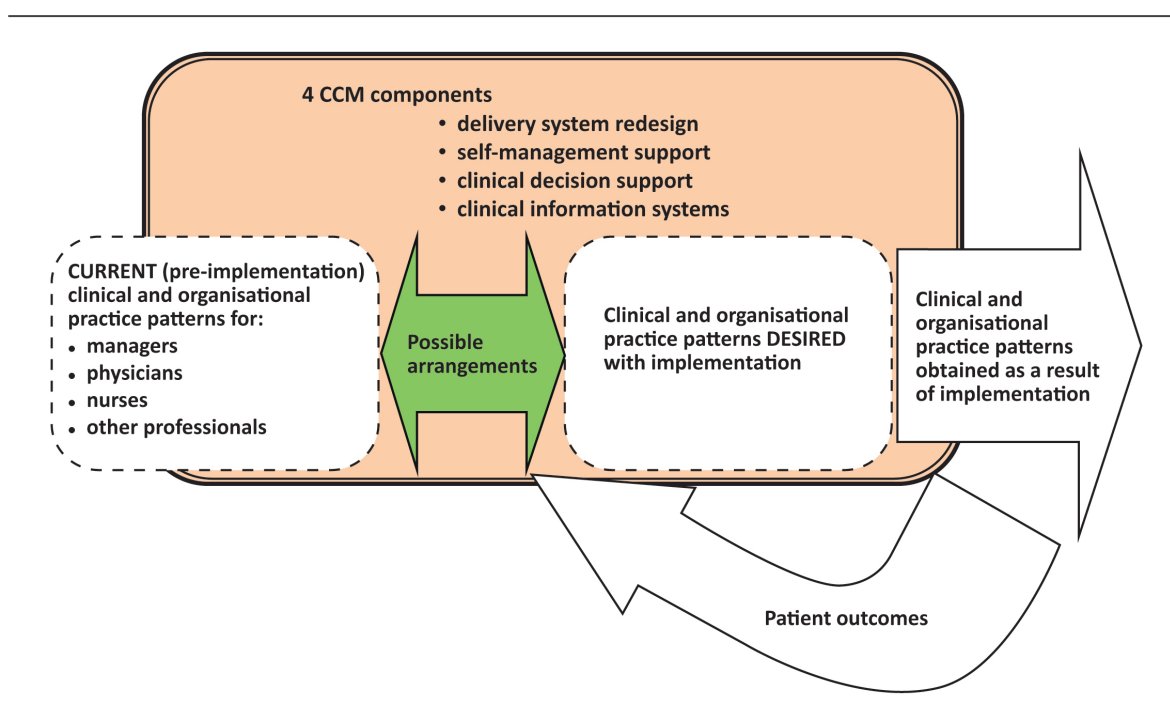 4 CCM components
• delivery system redesign
• self-management support
• clinical decision support
• clinical information systems
CURRENT (pre-implementation)
clinical and organisational
practice patterns for:
• managers
• physicians
• nurses
• other professionals
Possible
arrangements
Clinical and organisational
practice patterns DESIRED
with implementation
Clinical and
organisational
practice patterns
obtained as a result
of implementation
Patient outcomes